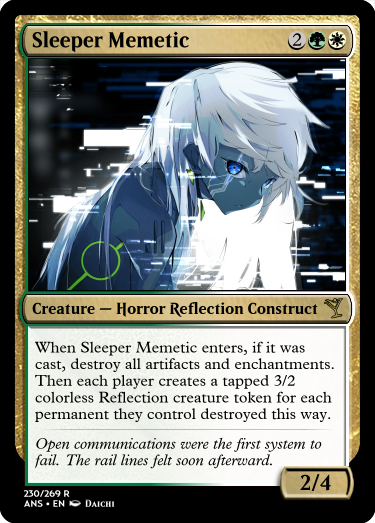 Sleeper Memetic 2
Creature — Horror Reflection Construct
When Sleeper Memetic enters, if it was
cast, destroy all artifacts and enchantments.
Then each player creates a tapped 3/2
colorless Reflection creature token for each
permanent they control destroyed this way.
Open communications were the first system to
fail. The rail lines felt soon afterward.
2/4
230/269 R
ANS • EN Daichi